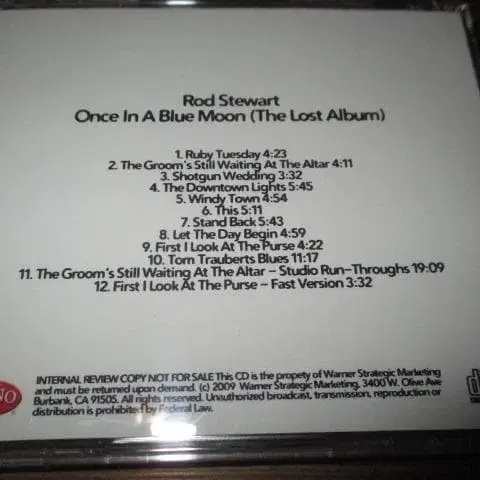 Rod Stewart
Once In A Blue Moon (The Lost Album)
1. Ruby Tuesday 4:23
2. The Groom's Still Waiting At The Altar 4:11
3. Shotgun Wedding 3:32
4. The Downtown Lights 5:45
5. Windy Town 4:54
6. This 5:11
7. Stand Back 5:43
8. Let The Day Begin 4:59
9. First I Look At The Purse 4:22
10. Tom Trauberts Blues 11:17
11. The Groom's Still Waiting At The Altar - Studio Run-Throughs 19:09
12. First I Look At The Purse - Fast Version 3:32
INTERNAL REVIEW COPY NOT FOR SALE This CD is the propety of Warner Strategic Marketing
and must be returned upon demand. (c) 2009 Warner Strategic Marketing, 3400 W. Olive Ave
Burbank, CA 91505. All rights reserved. Unauthorized broadcast, transmission, reproduction or
distribution is prohibited by Federal Law.